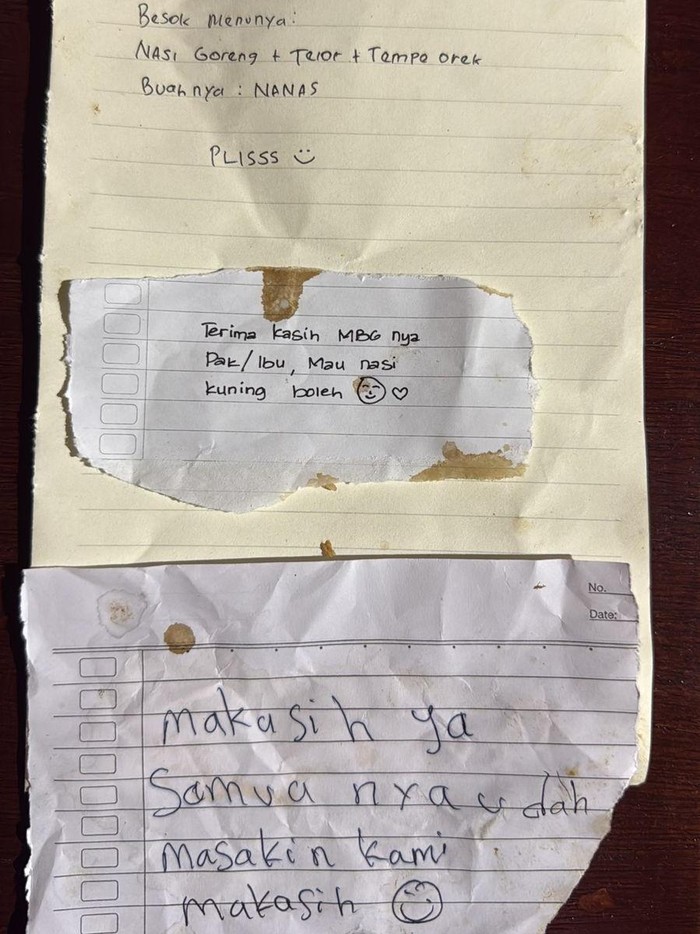 Besok menunya:
NASI Goreng + Telor + Tempe orek
Buahnya : NANAS
PLISSS
Terima kasih MBG nya
Pak/Ibu, Mau nasi
kuning boleh
No.
Date:
makasih ya
Semua nya udah
masakin kami
makasih